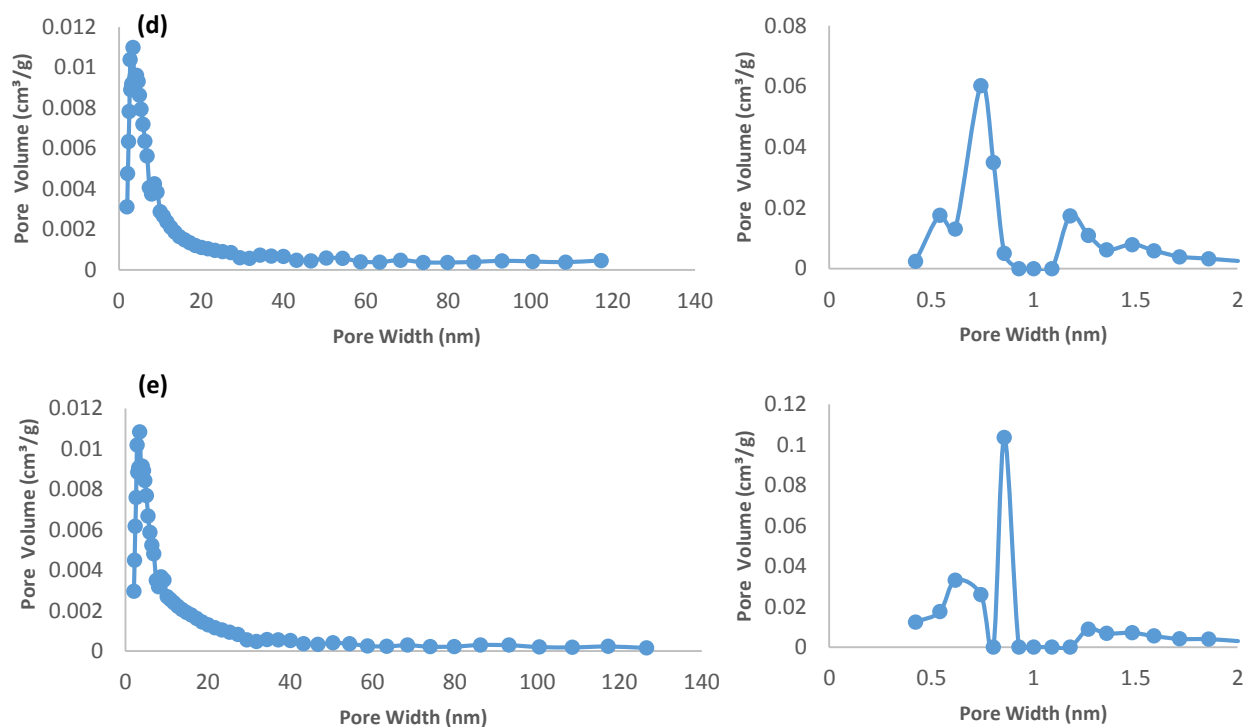 (d)
Pore Volume (cm³/g)
0.012
0.01
0.008
0.006
0.004
0.002
0
0 20 40 60 80 100 120 140
Pore Width (nm)
Pore Volume (cm³/g)
0.08
0.06
0.04
0.02
0
0 0.5 1 1.5 2
Pore Width (nm)
(e)
Pore Volume (cm³/g)
0.012
0.01
0.008
0.006
0.004
0.002
0
0 20 40 60 80 100 120 140
Pore Width (nm)
Pore Volume (cm³/g)
0.12
0.1
0.08
0.06
0.04
0.02
0
0 0.5 1 1.5 2
Pore Width (nm)